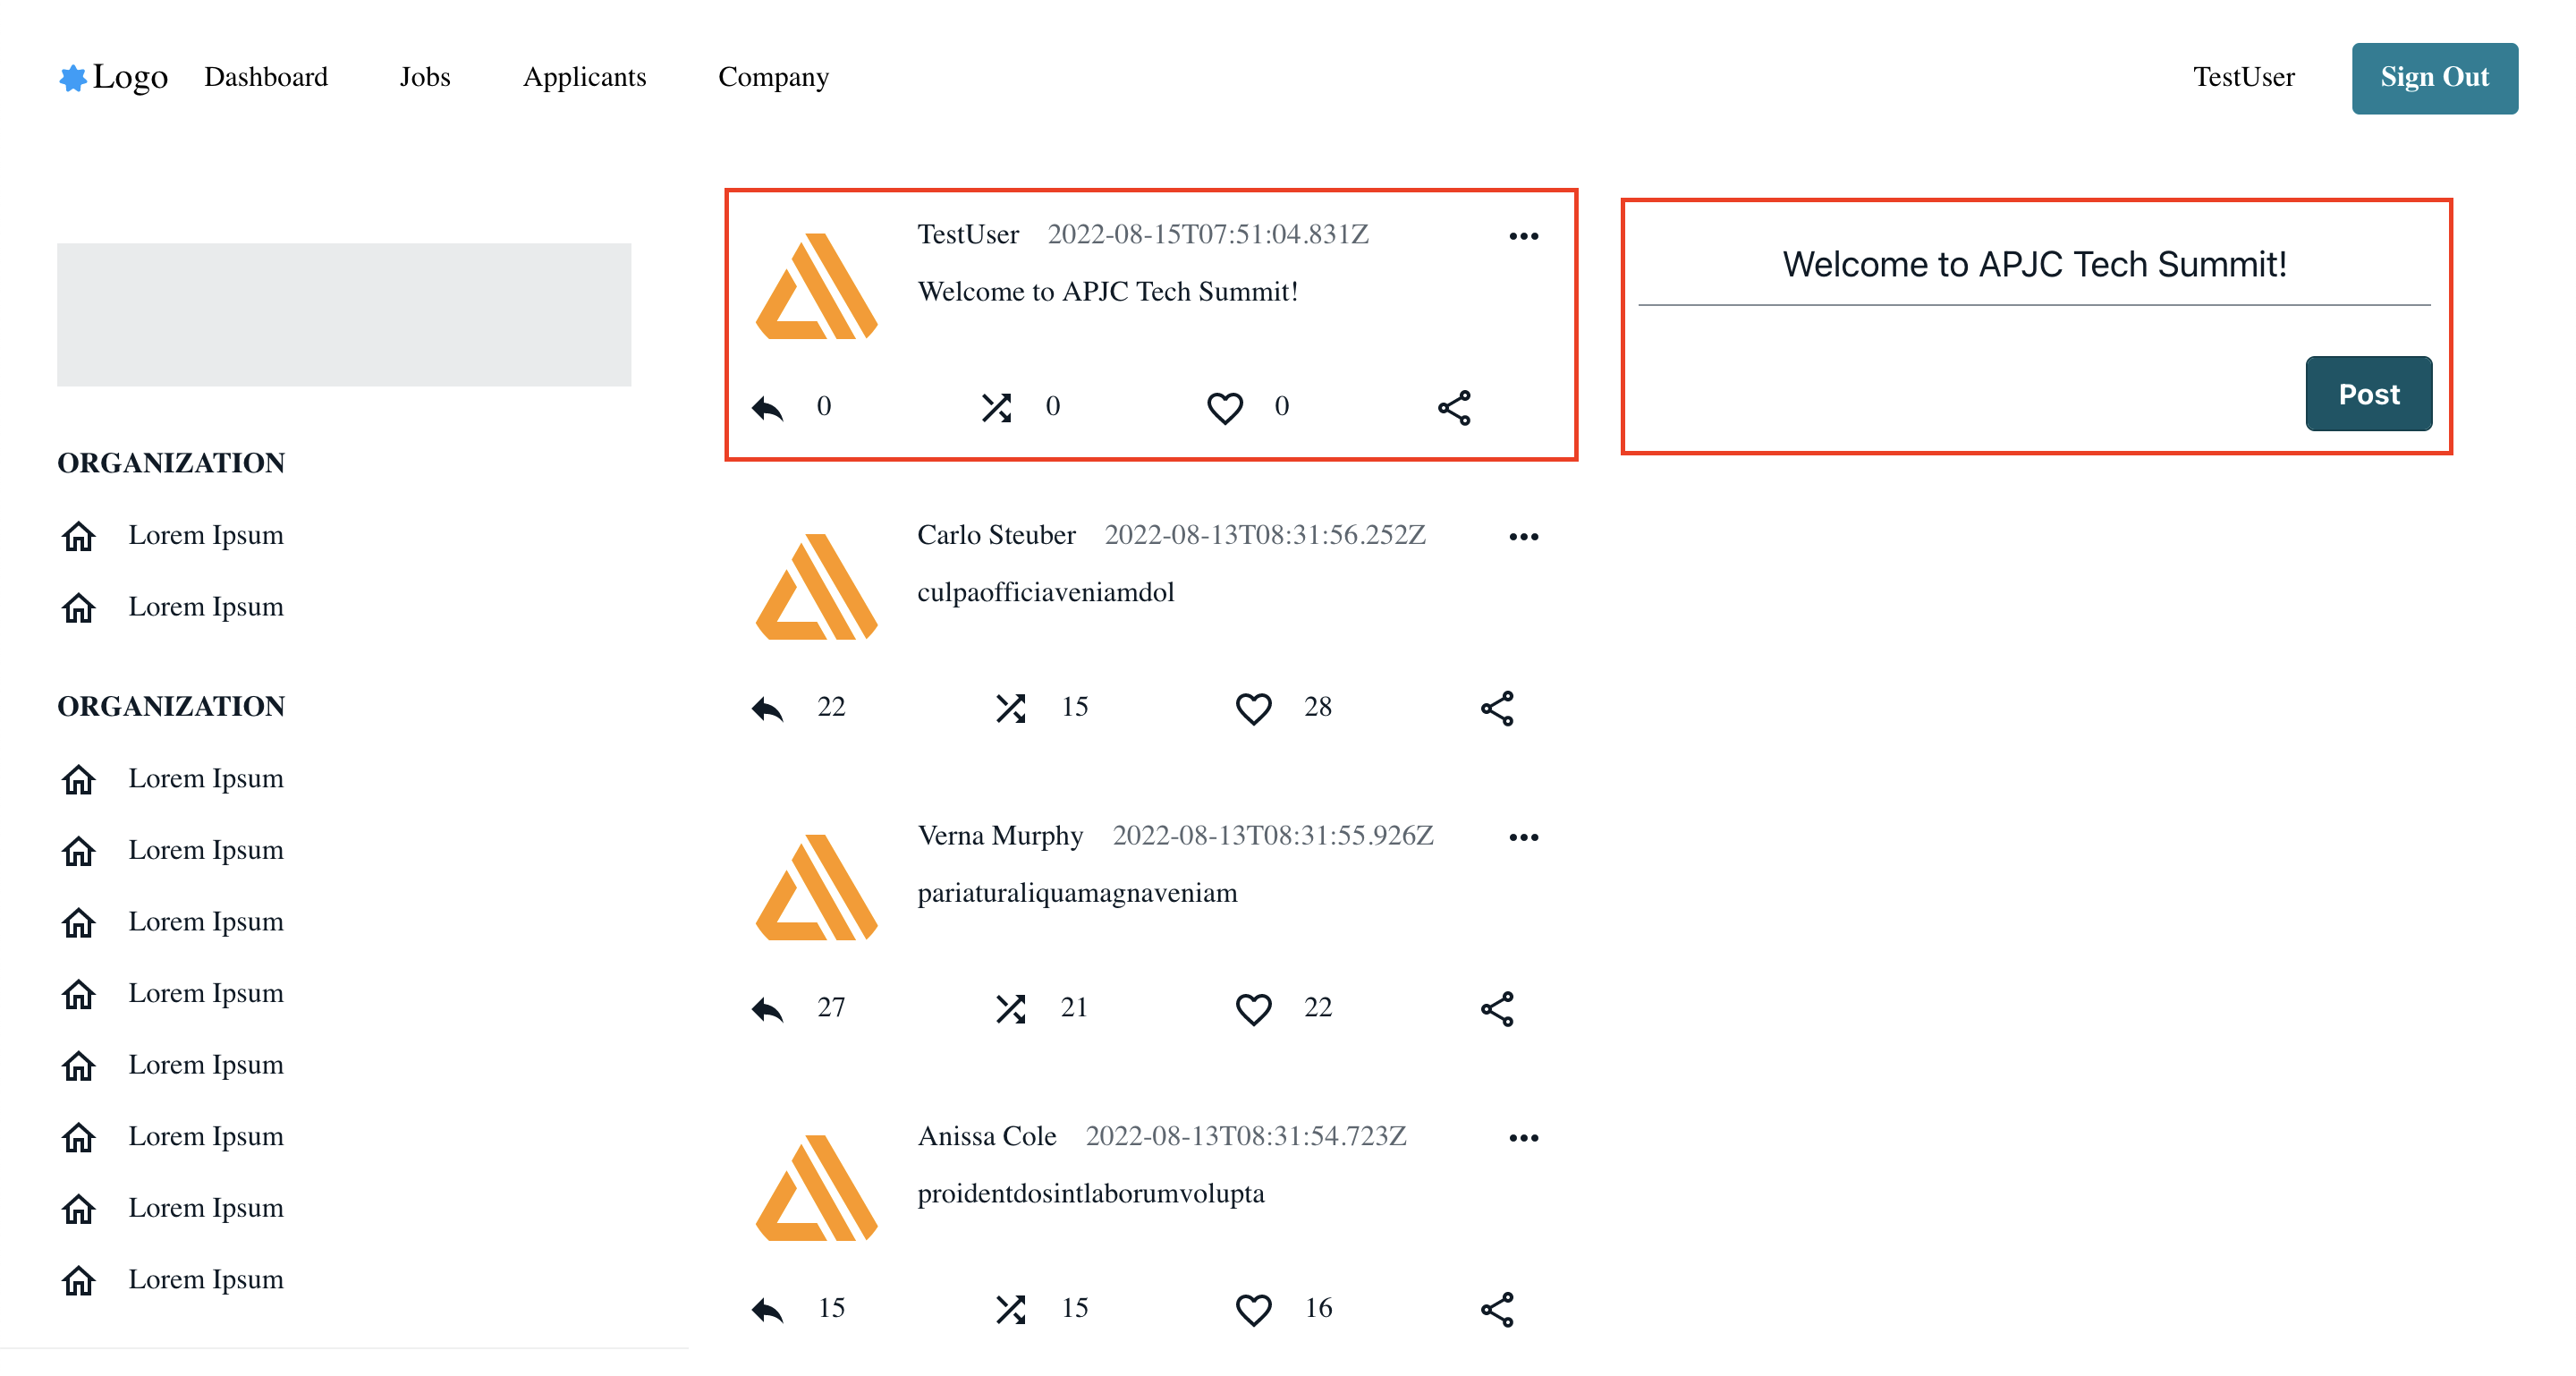 Logo Dashboard Jobs Applicants Company TestUser Sign Out
ORGANIZATION
Lorem Ipsum
Lorem Ipsum
ORGANIZATION
Lorem Ipsum
Lorem Ipsum
Lorem Ipsum
Lorem Ipsum
Lorem Ipsum
Lorem Ipsum
Lorem Ipsum
Lorem Ipsum
TestUser 2022-08-15T07:51:04.831Z
Welcome to APJC Tech Summit!
0 0 0
Carlo Steuber 2022-08-13T08:31:56.252Z
culpaofficiaveniamdol
22 15 28
Verna Murphy 2022-08-13T08:31:55.926Z
pariaturaliquamagnaveniam
27 21 22
Anissa Cole 2022-08-13T08:31:54.723Z
proidentdosintlaborumvolupta
15 15 16
Welcome to APJC Tech Summit!
Post